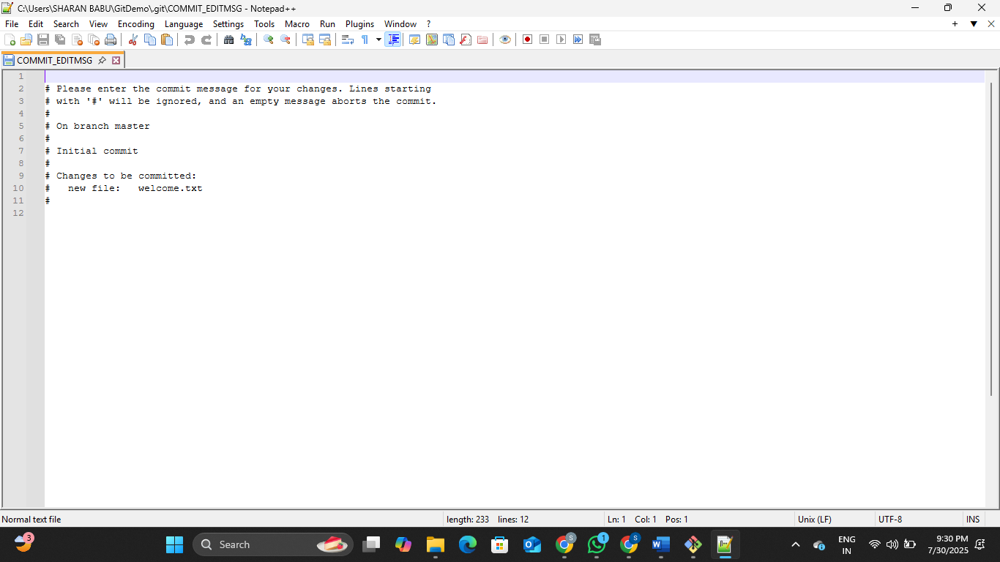 C:\Users\SHARAN BABU\GitDemo\.git\COMMIT_EDITMSG - Notepad++
File Edit Search View Encoding Language Settings Tools Macro Run Plugins Window ?
COMMIT_EDITMSG
1
2 # Please enter the commit message for your changes. Lines starting
3 # with '#' will be ignored, and an empty message aborts the commit.
4 #
5 # On branch master
6 #
7 # Initial commit
8 #
9 # Changes to be committed:
10 # new file: welcome.txt
11 #
12
Normal text file length: 233 lines: 12 Ln: 1 Col: 1 Pos: 1 Unix (LF) UTF-8 INS
3 Search S 1 S ENG IN 9:30 PM
7/30/2025